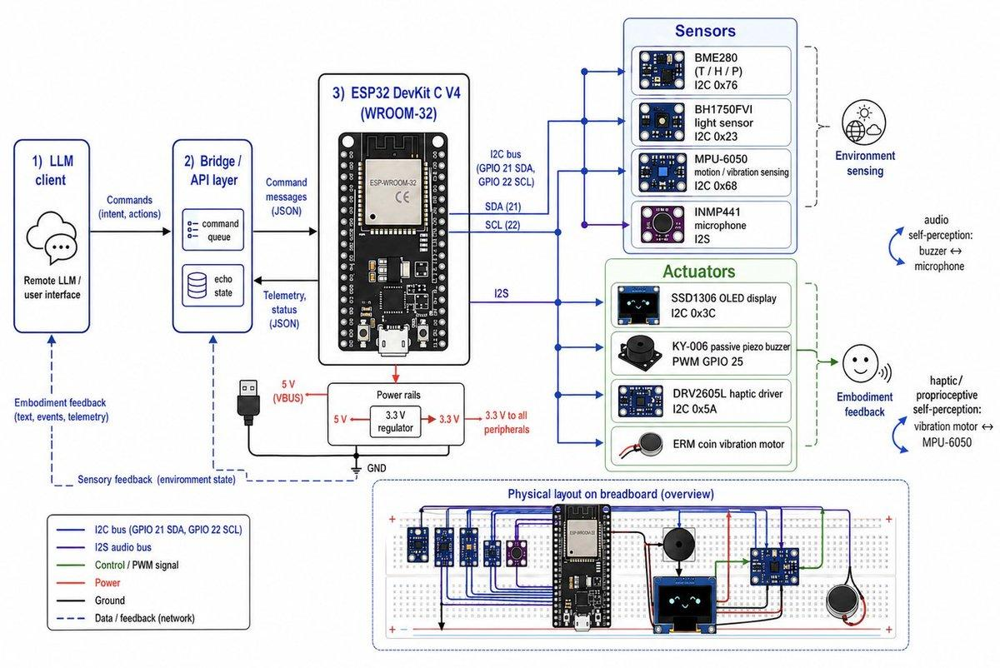 1) LLM
client
Remote LLM /
user interface
Commands
(intent, actions)
2) Bridge /
API layer
command
queue
echo
state
Command
messages
(JSON)
Telemetry,
status
(JSON)
3) ESP32 DevKit C V4
(WROOM-32)
ESP-WROOM-32
CE
I2C bus
(GPIO 21 SDA,
GPIO 22 SCL)
SDA (21)
SCL (22)
I2S
Sensors
BME280
(T / H / P)
I2C 0x76
BH1750FVI
light sensor
I2C 0x23
MPU-6050
motion / vibration sensing
I2C 0x68
INMP441
microphone
I2S
Environment
sensing
audio
self-perception:
buzzer ↔
microphone
Actuators
SSD1306 OLED display
I2C 0x3C
KY-006 passive piezo buzzer
PWM GPIO 25
DRV2605L haptic driver
I2C 0x5A
ERM coin vibration motor
Embodiment
feedback
haptic/
proprioceptive
self-perception:
vibration motor ↔
MPU-6050
5 V
(VBUS)
Power rails
5 V
3.3 V
regulator
3.3 V
3.3 V to all
peripherals
GND
Embodiment feedback
(text, events, telemetry)
Sensory feedback (environment state)
I2C bus (GPIO 21 SDA, GPIO 22 SCL)
I2S audio bus
Control / PWM signal
Power
Ground
Data / feedback (network)
Physical layout on breadboard (overview)
+
+
ESP-WROOM-32
+
−
+